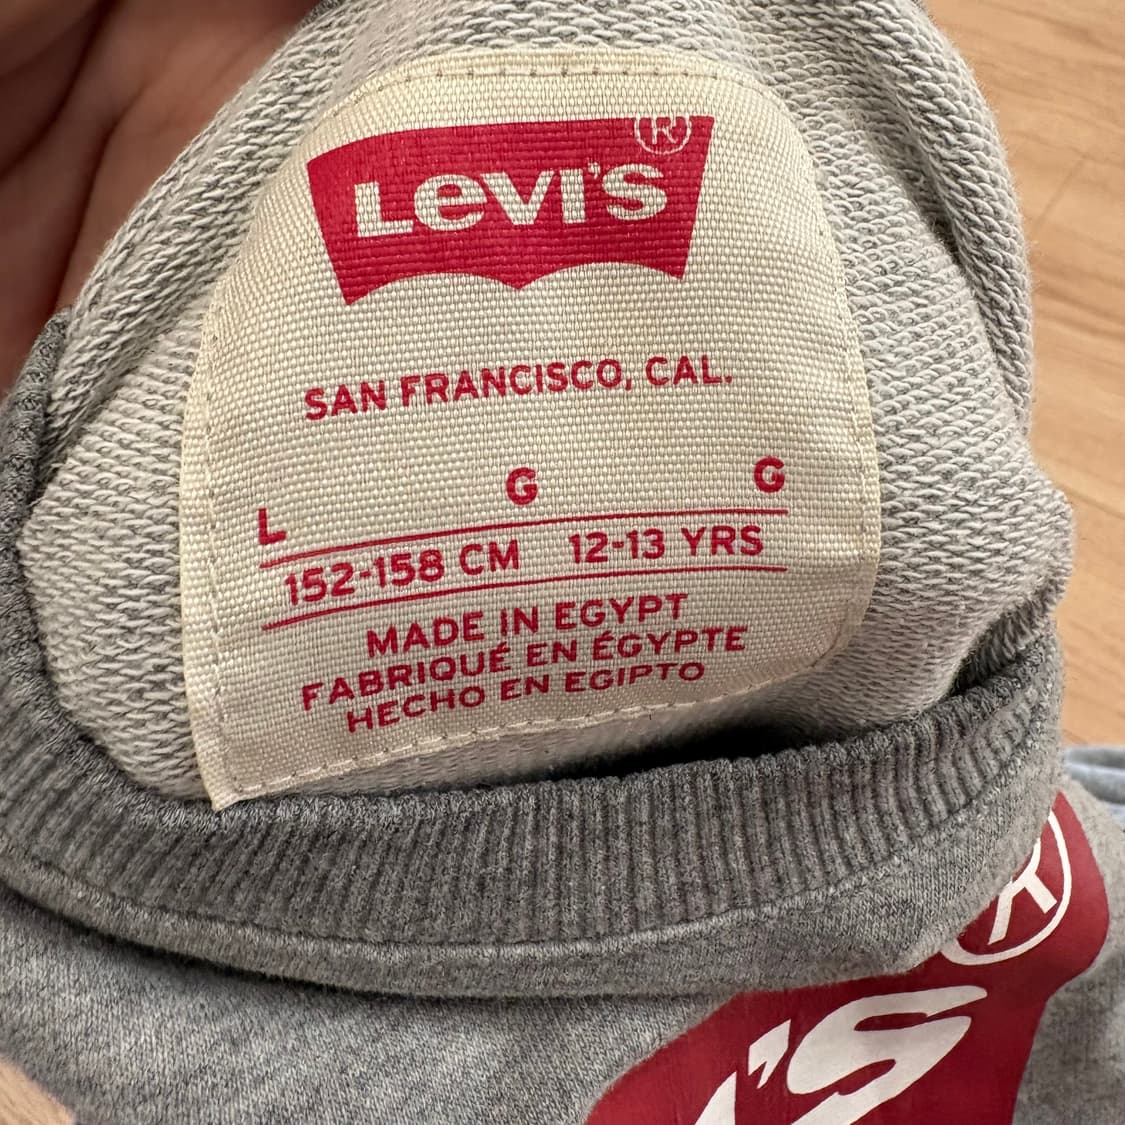 LeVI'S ®
SAN FRANCISCO, CAL.
L G G
152-158 CM 12-13 YRS
MADE IN EGYPT
FABRIQUÉ EN ÉGYPTE
HECHO EN EGIPTO
®
'S